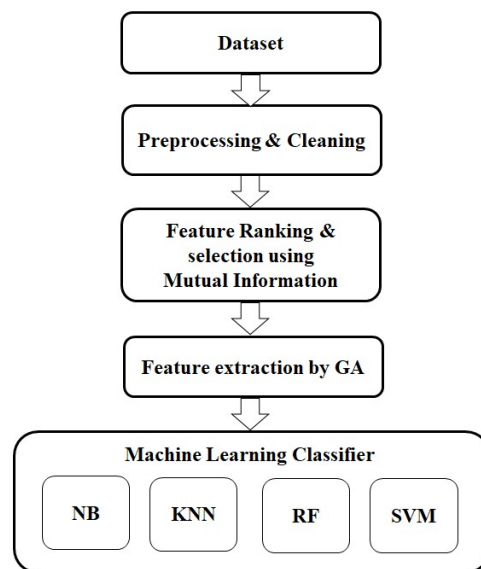 Dataset
Preprocessing & Cleaning
Feature Ranking &
selection using
Mutual Information
Feature extraction by GA
Machine Learning Classifier
NB KNN RF SVM